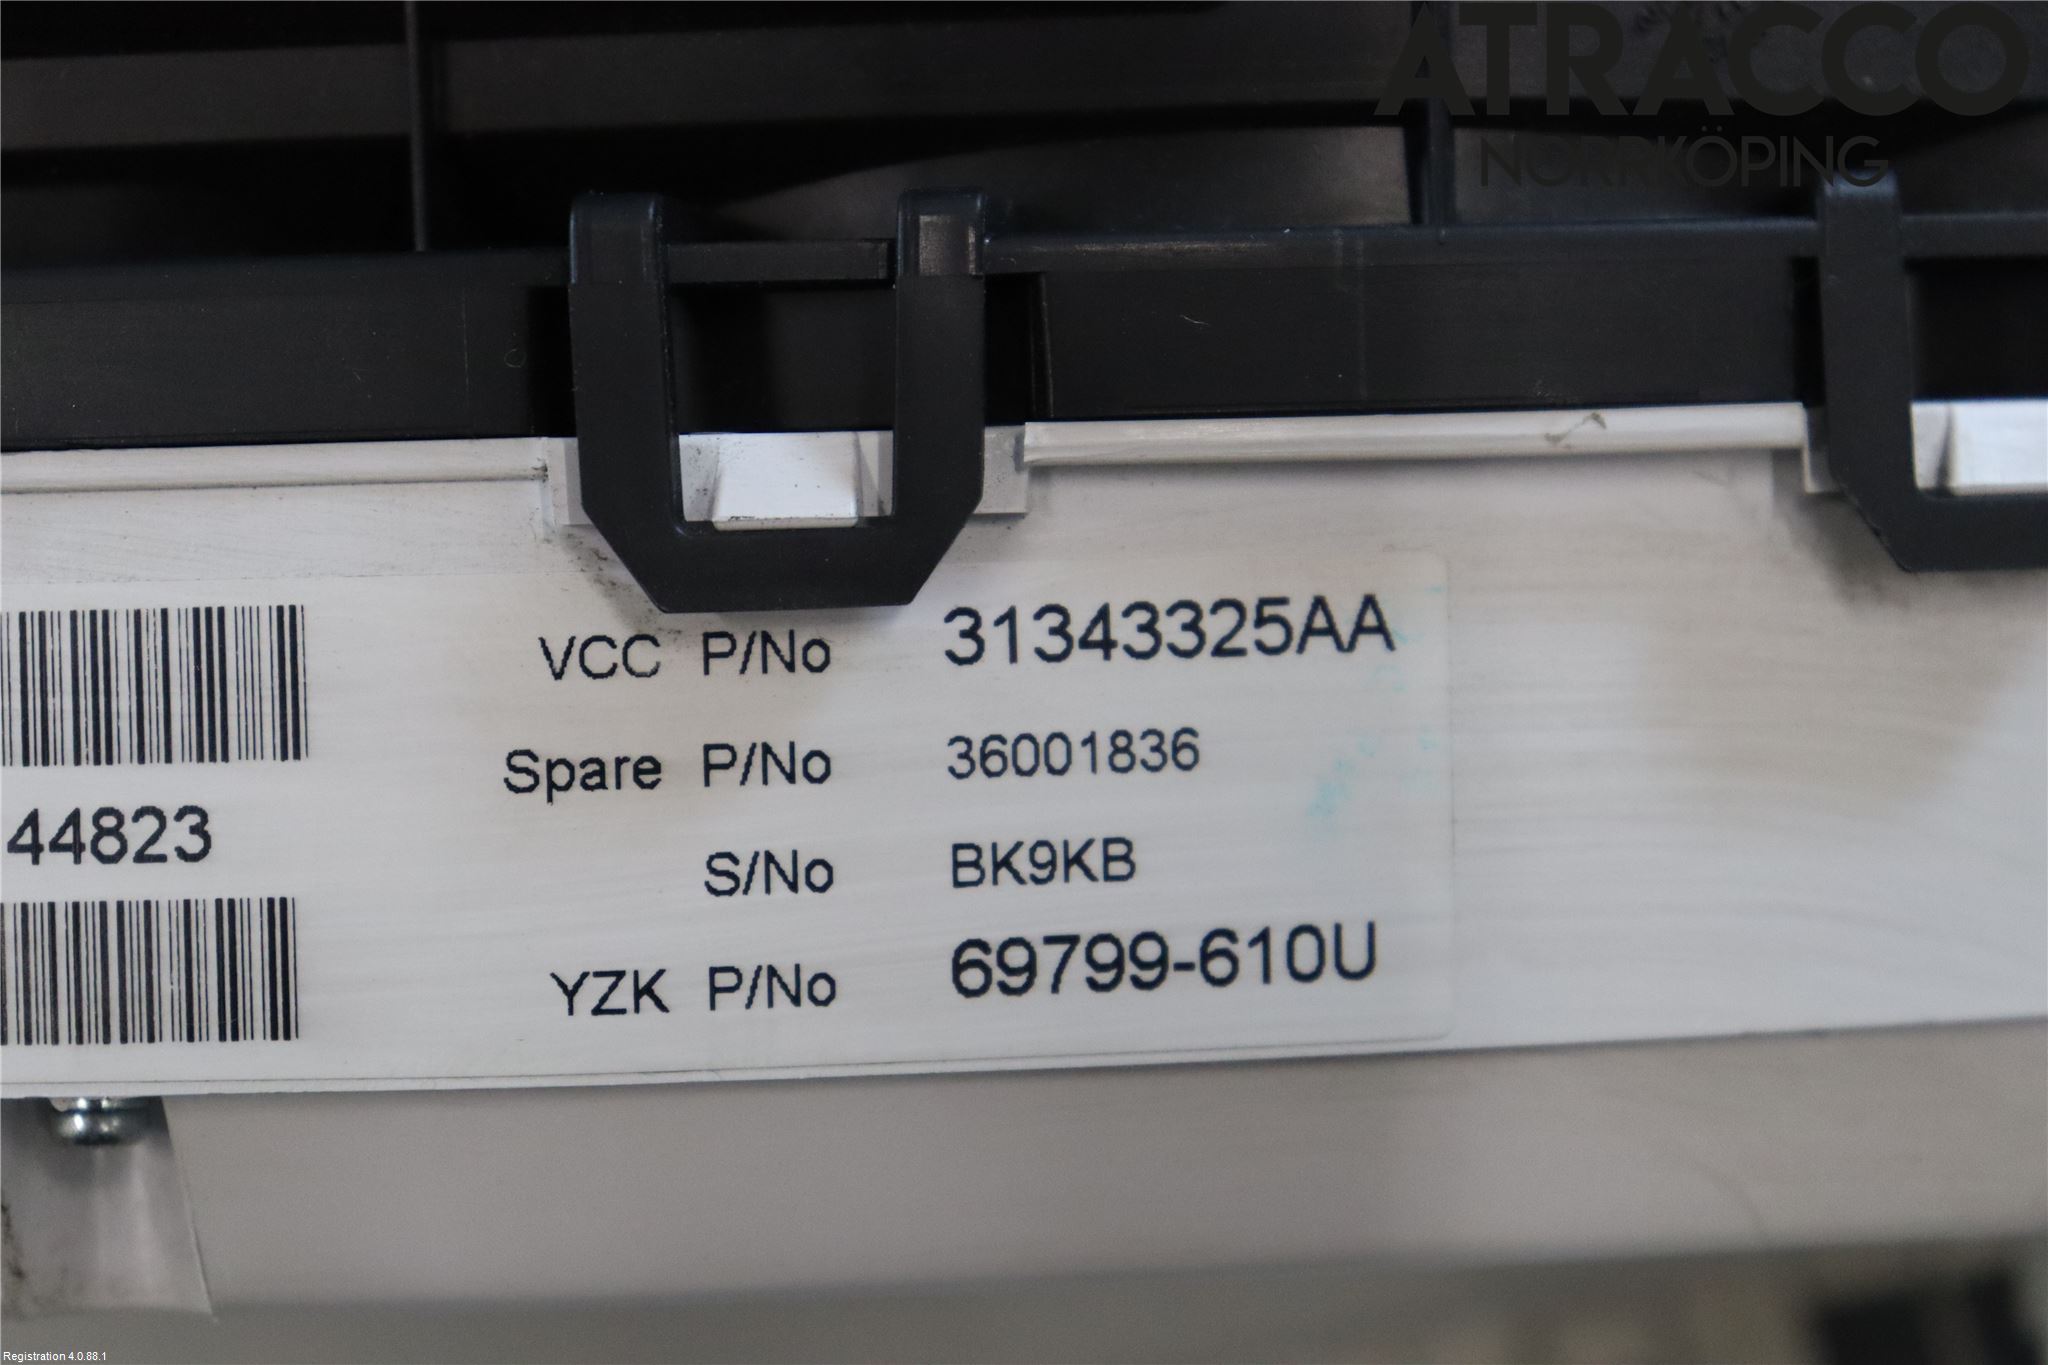 ATRACCO
NORRKÖPING
VCC P/No 31343325AA
Spare P/No 36001836
44823
S/No BK9KB
YZK P/No 69799-610U
Registration 4.0.88.1